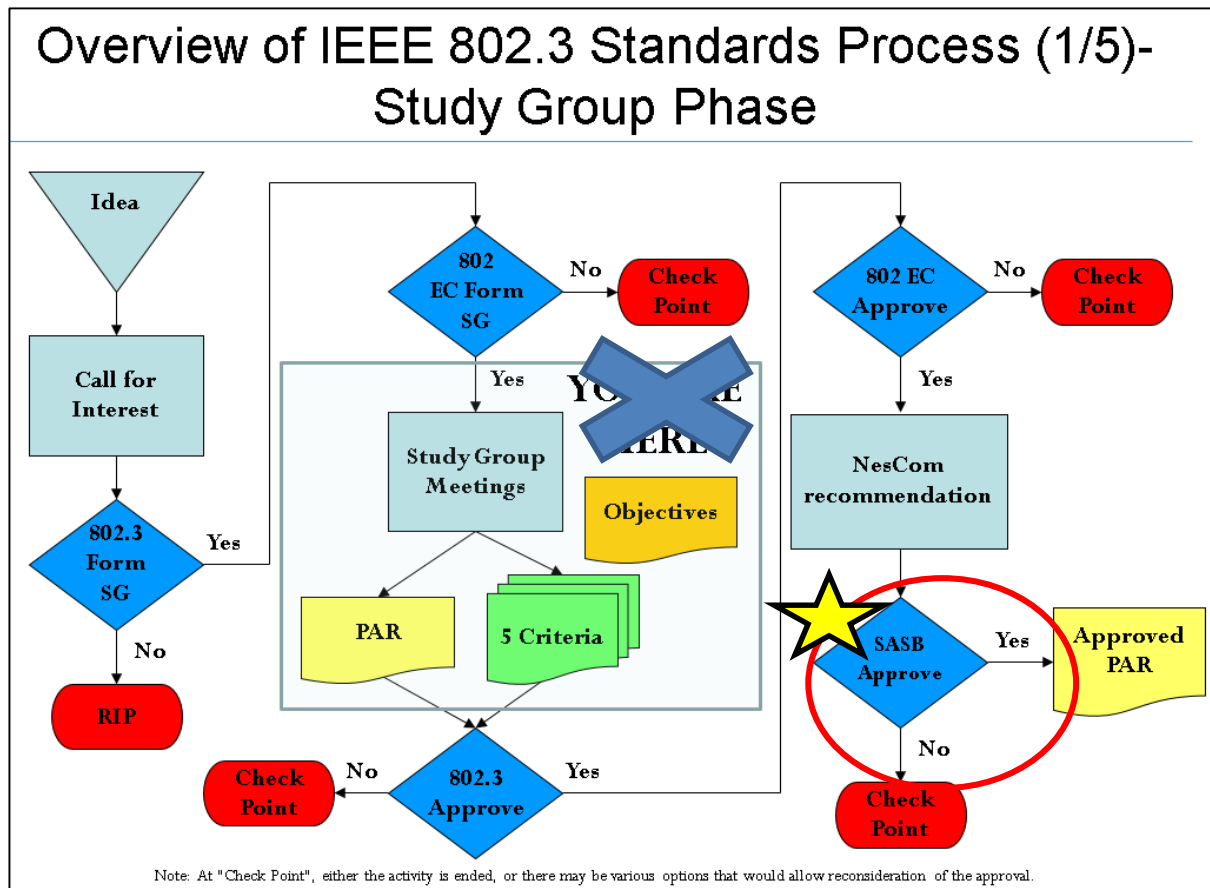 Overview of IEEE 802.3 Standards Process (1/5)-
Study Group Phase
Idea
Call for
Interest
802.3
Form
SG
Yes
No
RIP
802
EC Form
SG
No
Check
Point
Yes
Study Group
Meetings
Objectives
PAR
5 Criteria
802.3
Approve
No
Check
Point
Yes
802 EC
Approve
No
Check
Point
Yes
NesCom
recommendation
SASB
Approve
Yes
Approved
PAR
No
Check
Point
Note: At "Check Point", either the activity is ended, or there may be various options that would allow reconsideration of the approval.